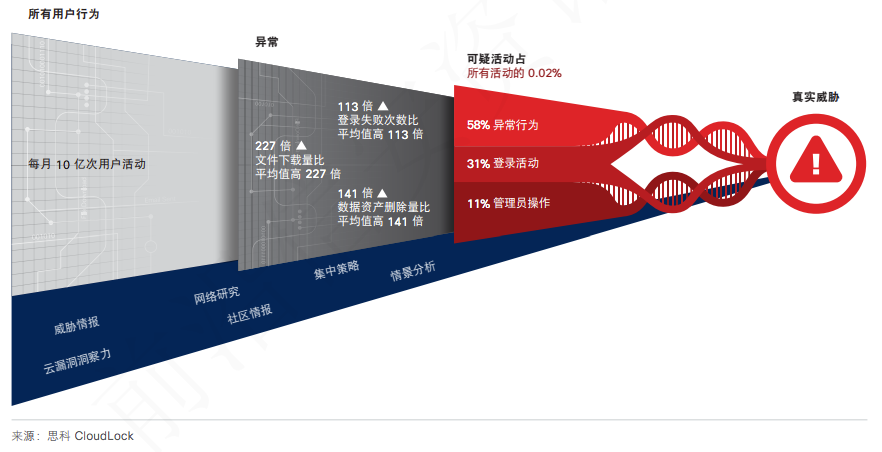 所有用户行为
异常
可疑活动占
所有活动的 0.02%
真实威胁
113 倍 ▲
登录失败次数比
平均值高 113 倍
227 倍 ▲
文件下载量比
平均值高 227 倍
141 倍 ▲
数据资产删除量比
平均值高 141 倍
58% 异常行为
31% 登录活动
11% 管理员操作
每月 10 亿次用户活动
威胁情报
云漏洞洞察力
网络研究
社区情报
集中策略
情景分析
来源：思科 CloudLock